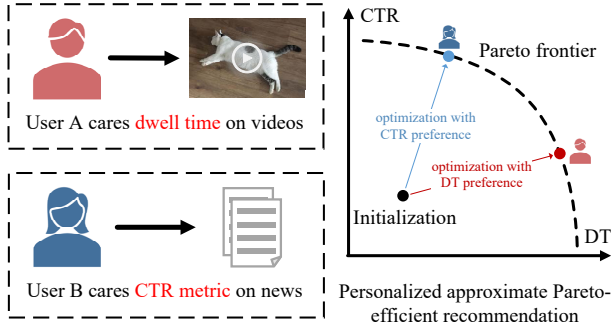 User A cares dwell time on videos
User B cares CTR metric on news
CTR
Pareto frontier
optimization with
CTR preference
optimization with
DT preference
Initialization
DT
Personalized approximate Pareto-
efficient recommendation